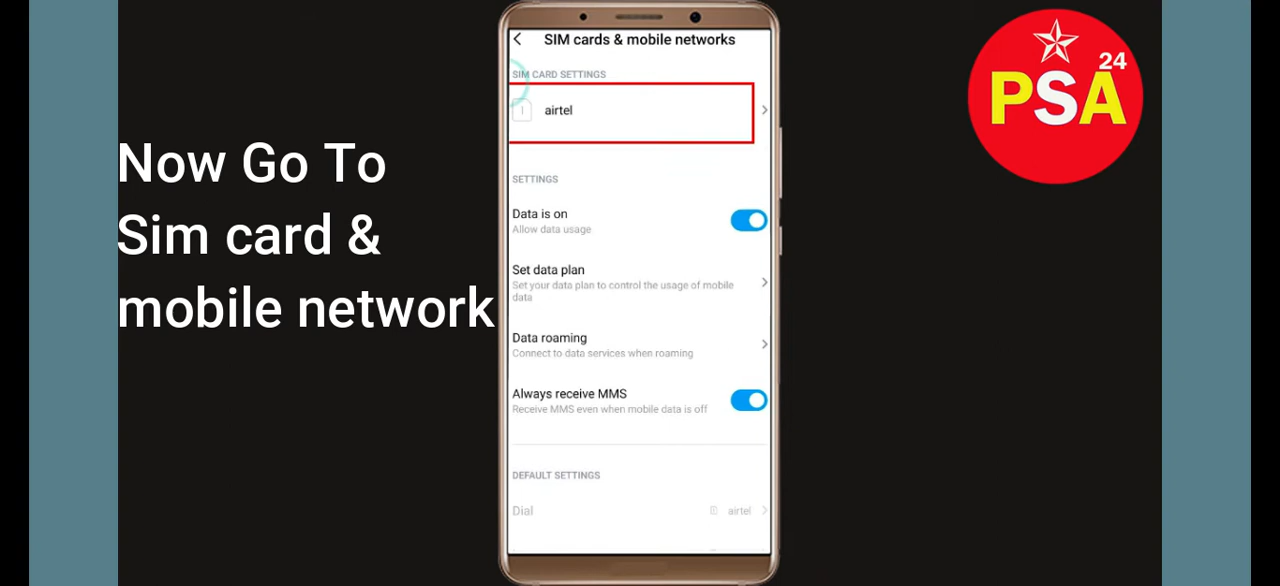 Now Go To
Sim card &
mobile network
SIM cards & mobile networks
SIM CARD SETTINGS
1
airtel
SETTINGS
Data is on
Allow data usage
Set data plan
Set your data plan to control the usage of mobile
data
Data roaming
Connect to data services when roaming
Always receive MMS
Receive MMS even when mobile data is off
DEFAULT SETTINGS
Dial
airtel
24
PSA